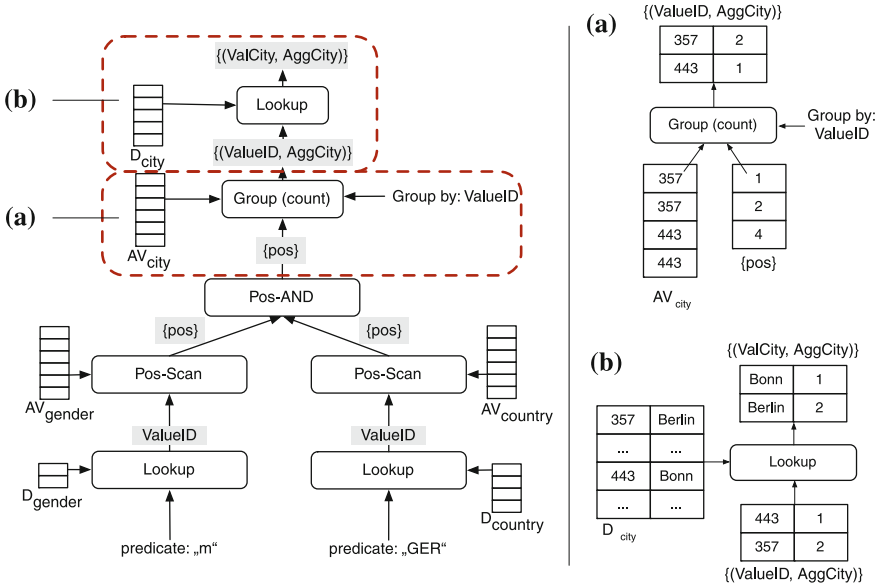 {(ValCity, AggCity)}
(b)
Lookup
D city
{(ValueID, AggCity)}
(a)
Group (count)
Group by: ValueID
AV city
{pos}
Pos-AND
{pos}
{pos}
Pos-Scan
Pos-Scan
AV gender
AV country
ValueID
ValueID
Lookup
Lookup
D gender
D country
predicate: „m“
predicate: „GER“
(a)
{(ValueID, AggCity)}
357 2
443 1
Group (count)
Group by:
ValueID
357 1
357 2
443 4
443
{pos}
AV city
(b)
{(ValCity, AggCity)}
Bonn 1
Berlin 2
357 Berlin
... ...
443 Bonn
... ...
Lookup
D city
443 1
357 2
{(ValueID, AggCity)}